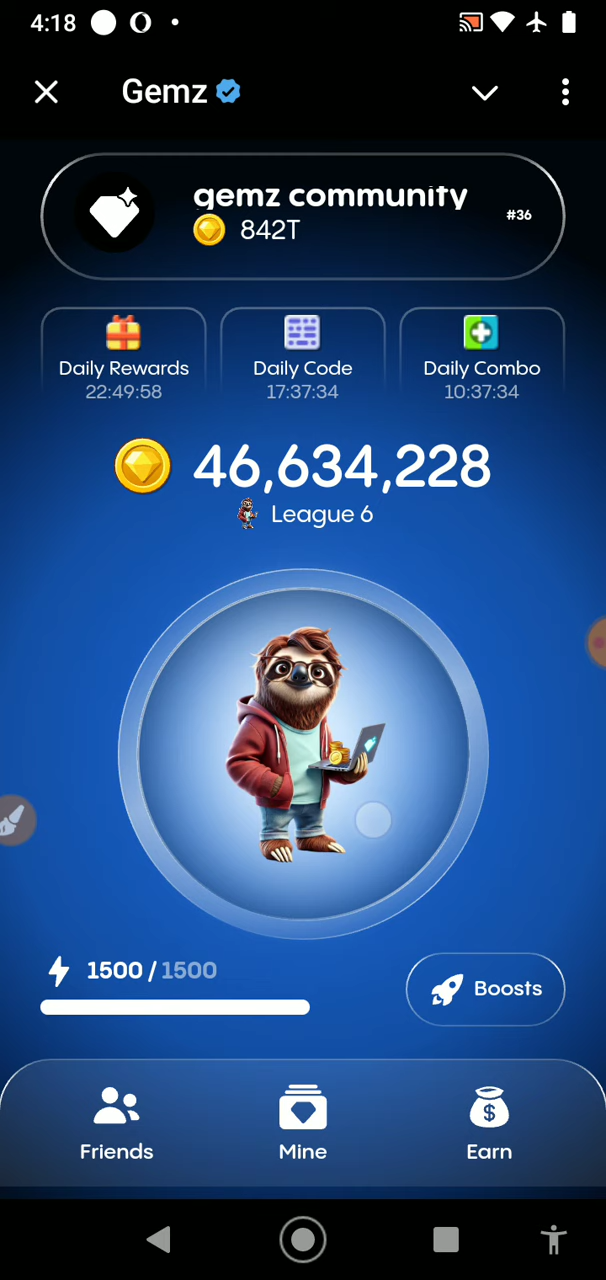 4:18
Gemz
gemz community
842T
#36
Daily Rewards
22:49:58
Daily Code
17:37:34
Daily Combo
10:37:34
46,634,228
League 6
1500 / 1500
Boosts
Friends
Mine
Earn